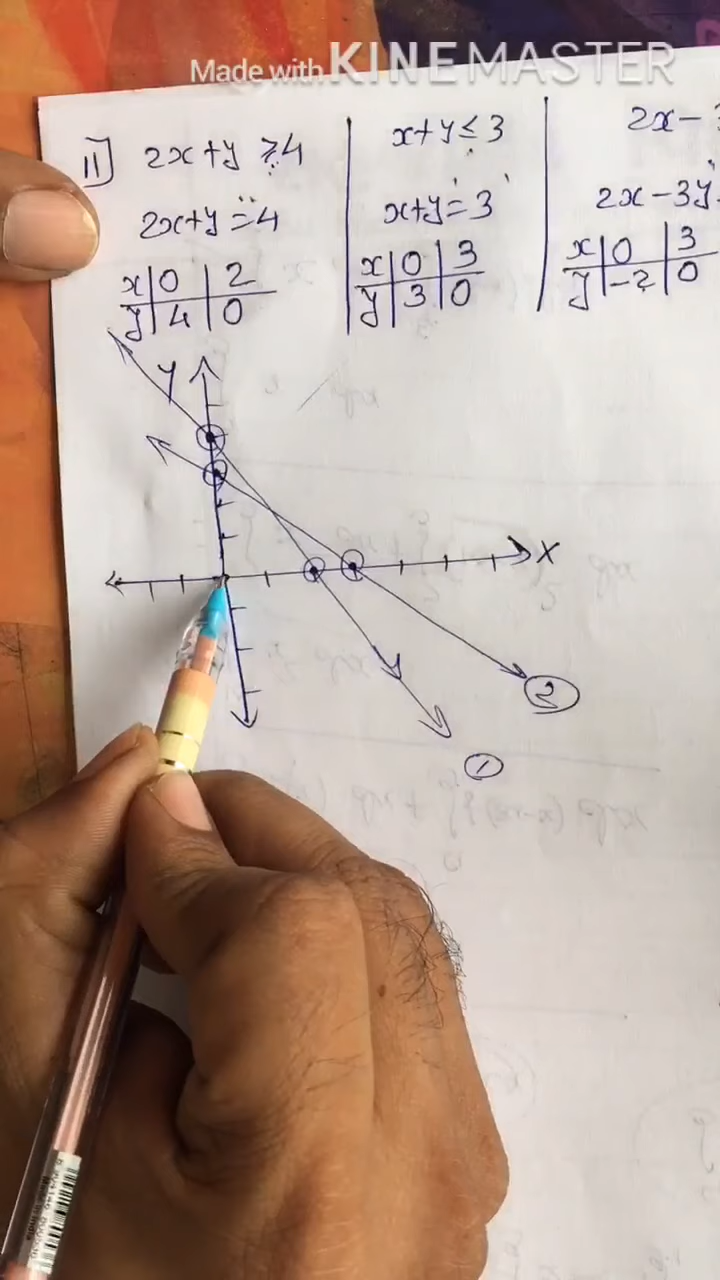 Made with KINEMASTER
11] 2x+y ≥4 | x+y ≤ 3 | 2x-
2x+y=4 | x+y=3 | 2x-3y
x|0|2 | x|0|3 | x|0|3
y|4|0 | y|3|0 | y|-2|0
Y
X
2
1